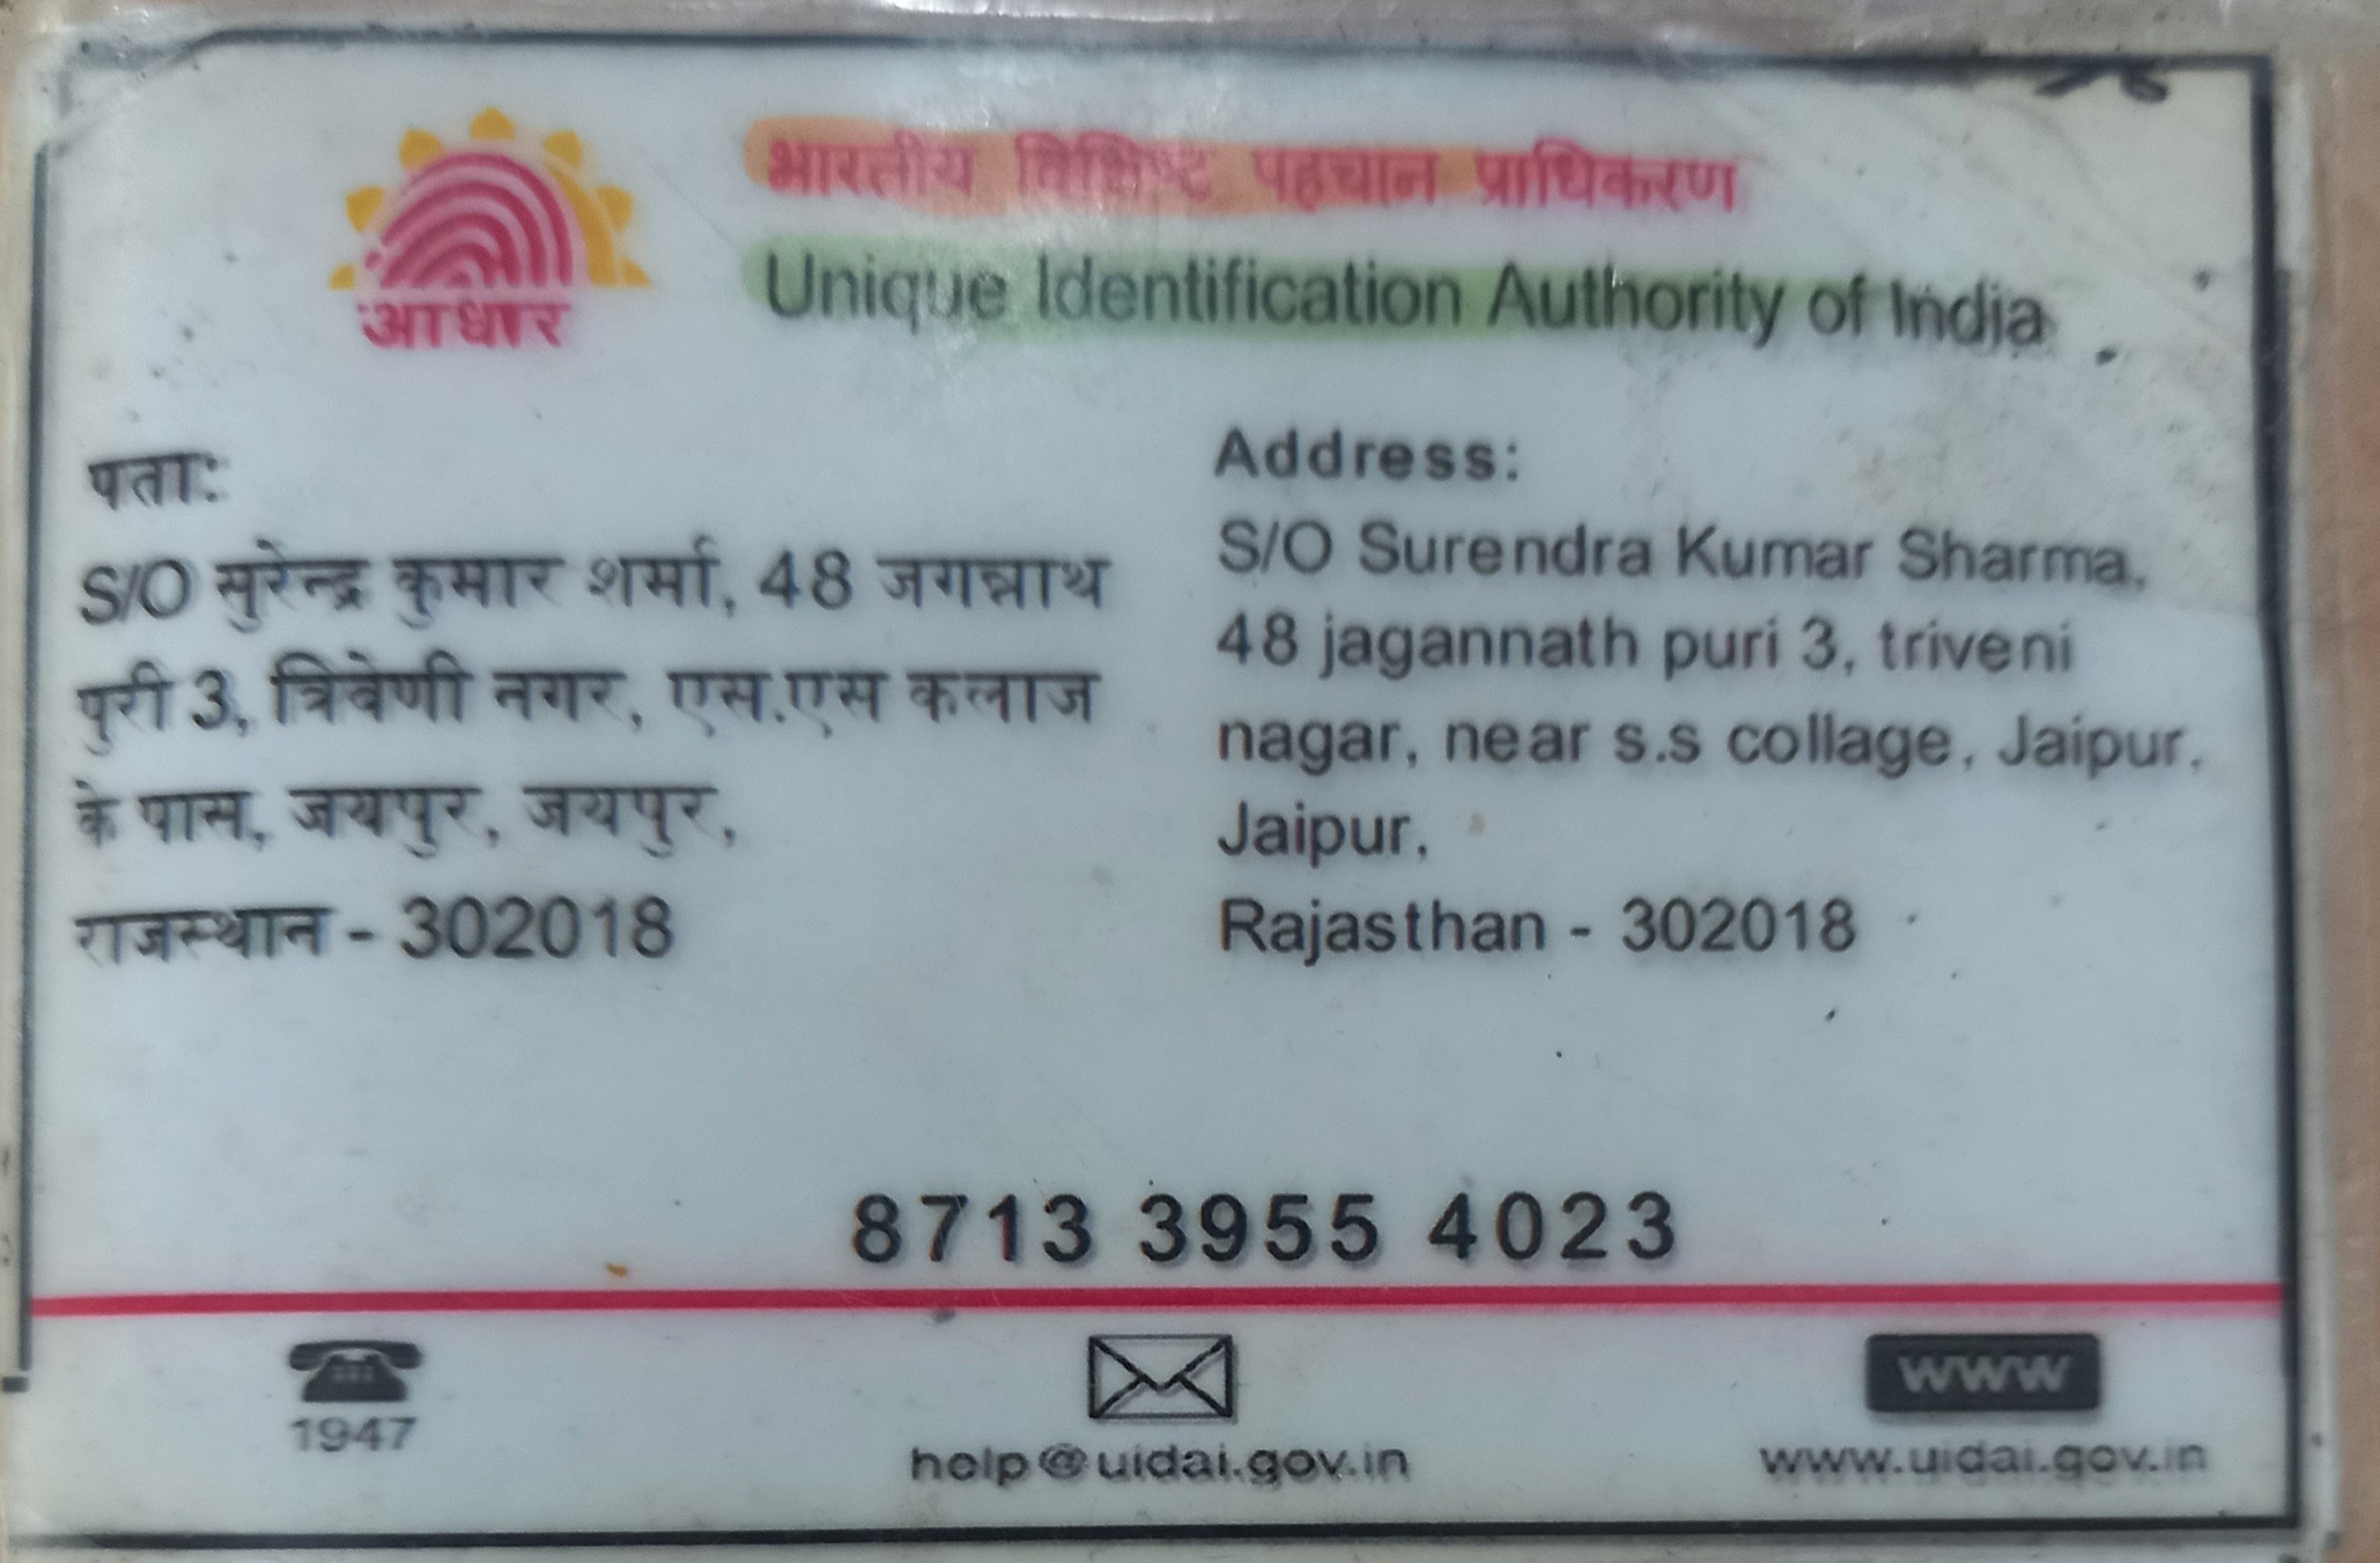 आधार
भारतीय विशिष्ट पहचान प्राधिकरण
Unique Identification Authority of India
पता:
S/O सुरेन्द्र कुमार शर्मा, 48 जगन्नाथ
पुरी 3, त्रिवेणी नगर, एस.एस कलाज
के पास, जयपुर, जयपुर,
राजस्थान - 302018
Address:
S/O Surendra Kumar Sharma,
48 jagannath puri 3, triveni
nagar, near s.s collage, Jaipur,
Jaipur,
Rajasthan - 302018
8713 3955 4023
1947
help@uidai.gov.in
www
www.uidai.gov.in